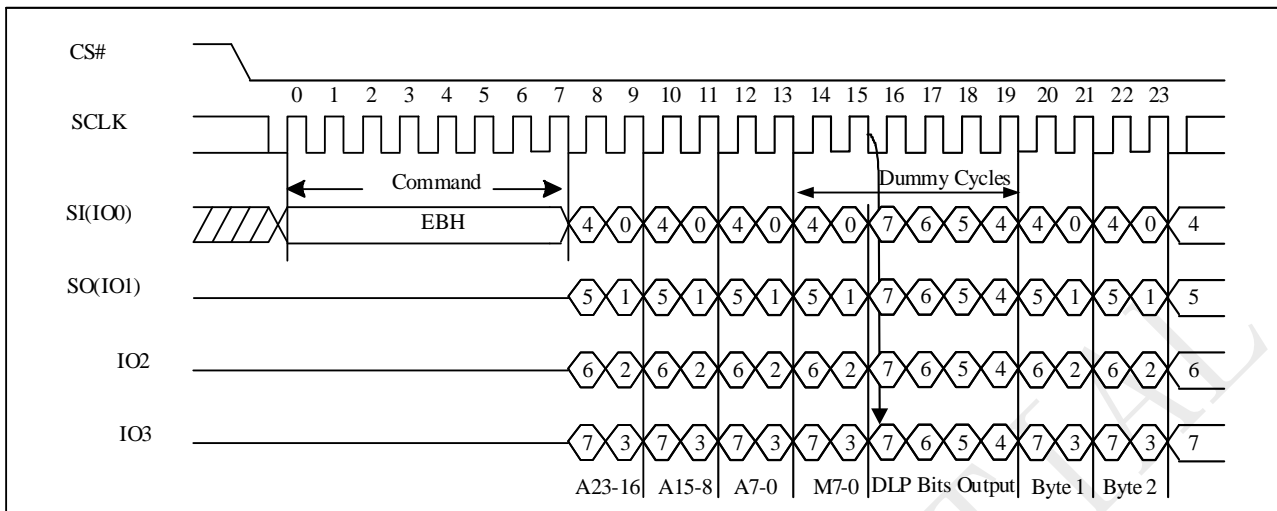 CS#
0 1 2 3 4 5 6 7 8 9 10 11 12 13 14 15 16 17 18 19 20 21 22 23
SCLK
Command
Dummy Cycles
SI(IO0) EBH 4 0 4 0 4 0 4 0 7 6 5 4 4 0 4 0 4
SO(IO1) 5 1 5 1 5 1 5 1 7 6 5 4 5 1 5 1 5
IO2 6 2 6 2 6 2 6 2 7 6 5 4 6 2 6 2 6
IO3 7 3 7 3 7 3 7 3 7 6 5 4 7 3 7 3 7
A23-16 A15-8 A7-0 M7-0 DLP Bits Output Byte 1 Byte 2
TIAL